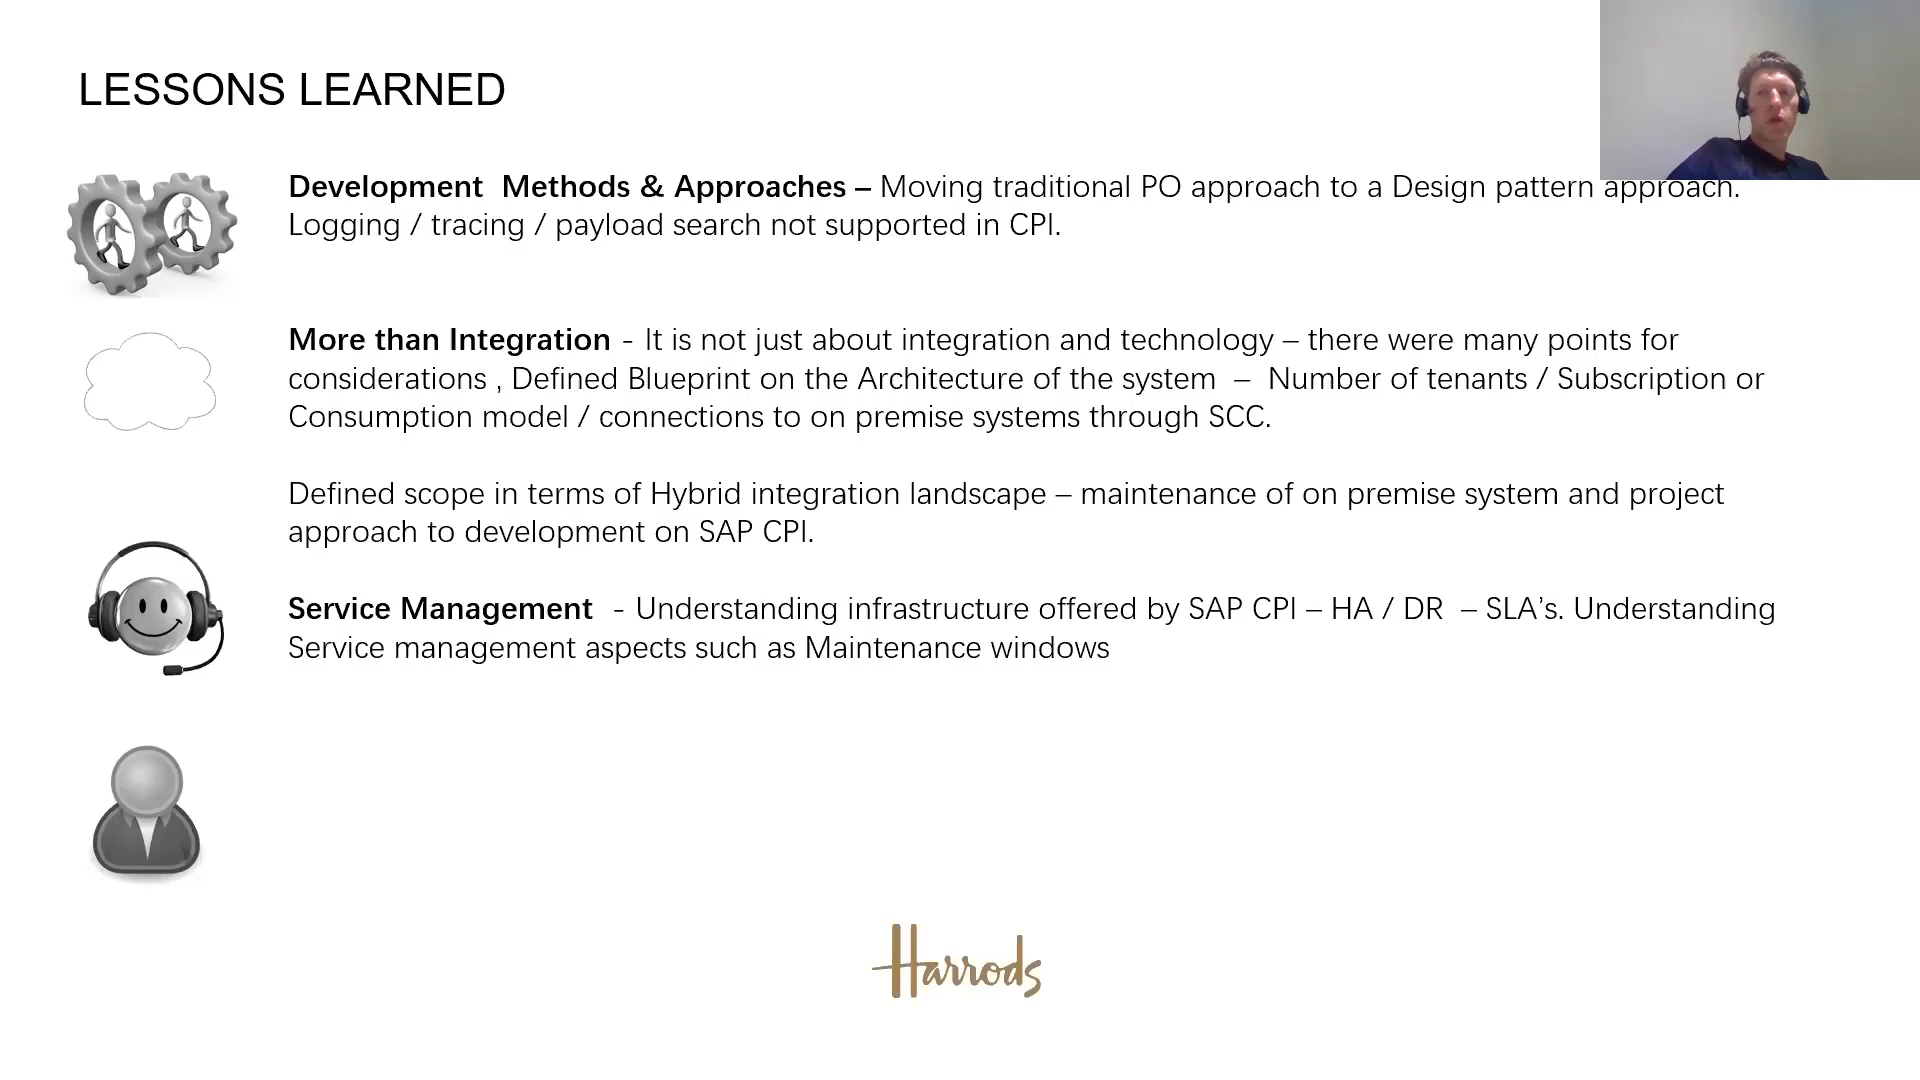 LESSONS LEARNED
Development Methods & Approaches – Moving traditional PO approach to a Design pattern approach.
Logging / tracing / payload search not supported in CPI.
More than Integration - It is not just about integration and technology – there were many points for
considerations , Defined Blueprint on the Architecture of the system – Number of tenants / Subscription or
Consumption model / connections to on premise systems through SCC.
Defined scope in terms of Hybrid integration landscape – maintenance of on premise system and project
approach to development on SAP CPI.
Service Management - Understanding infrastructure offered by SAP CPI – HA / DR – SLA’s. Understanding
Service management aspects such as Maintenance windows
Harrods